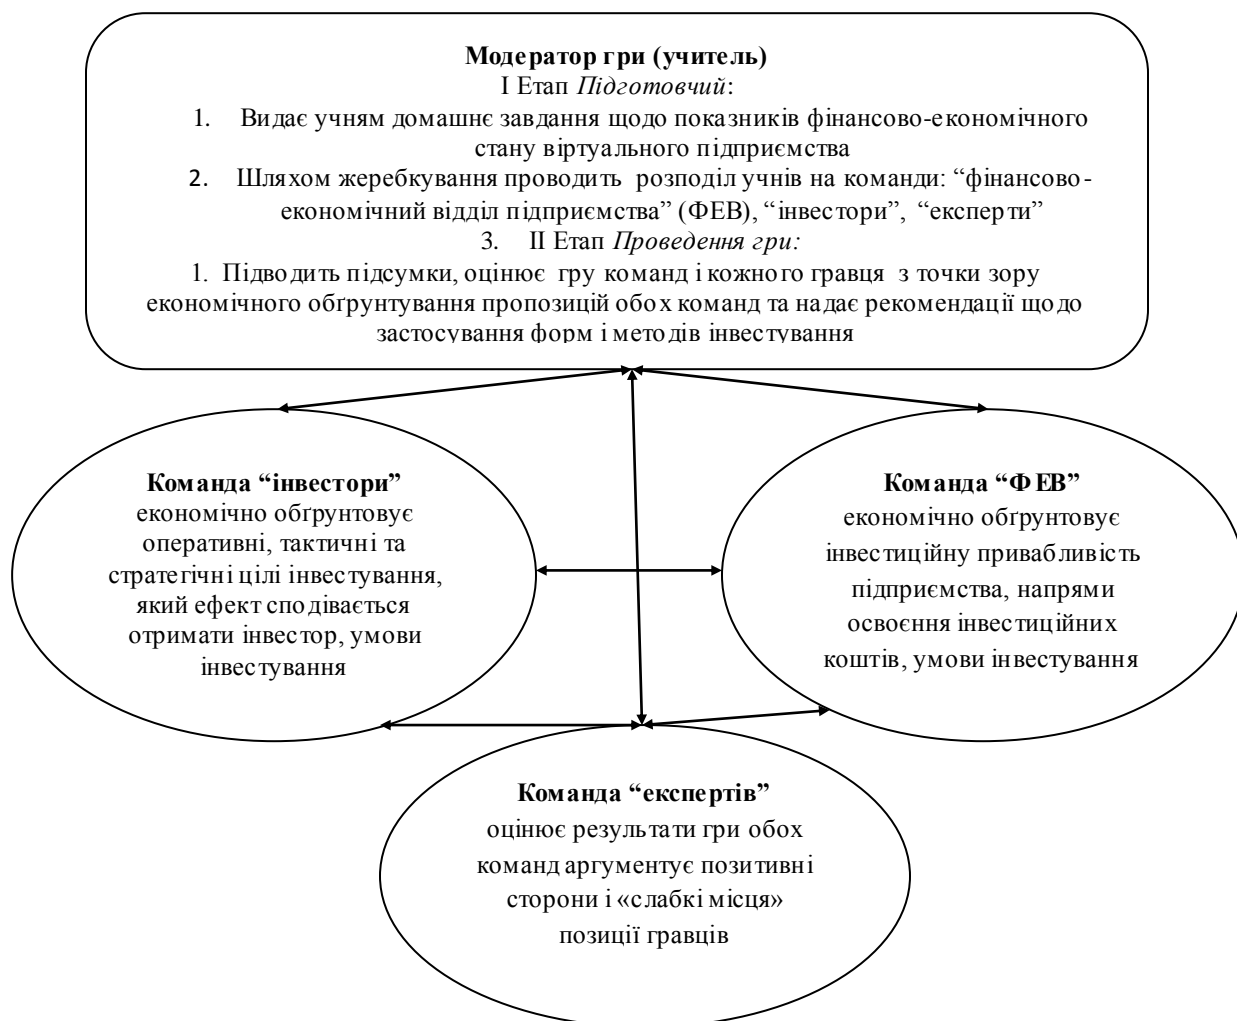 Модератор гри (учитель)
І Етап Підготовчий:
1. Видає учням домашнє завдання щодо показників фінансово-економічного
стану віртуального підприємства
2. Шляхом жеребкування проводить розподіл учнів на команди: “фінансово-
економічний відділ підприємства” (ФЕВ), “інвестори”, “експерти”
3. ІІ Етап Проведення гри:
1. Підводить підсумки, оцінює гру команд і кожного гравця з точки зору
економічного обґрунтування пропозицій обох команд та надає рекомендації щодо
застосування форм і методів інвестування
Команда “інвестори”
економічно обґрунтовує
оперативні, тактичні та
стратегічні цілі інвестування,
який ефект сподівається
отримати інвестор, умови
інвестування
Команда “ФЕВ”
економічно обґрунтовує
інвестиційну привабливість
підприємства, напрями
освоєння інвестиційних
коштів, умови інвестування
Команда “експертів”
оцінює результати гри обох
команд аргументує позитивні
сторони і «слабкі місця»
позиції гравців